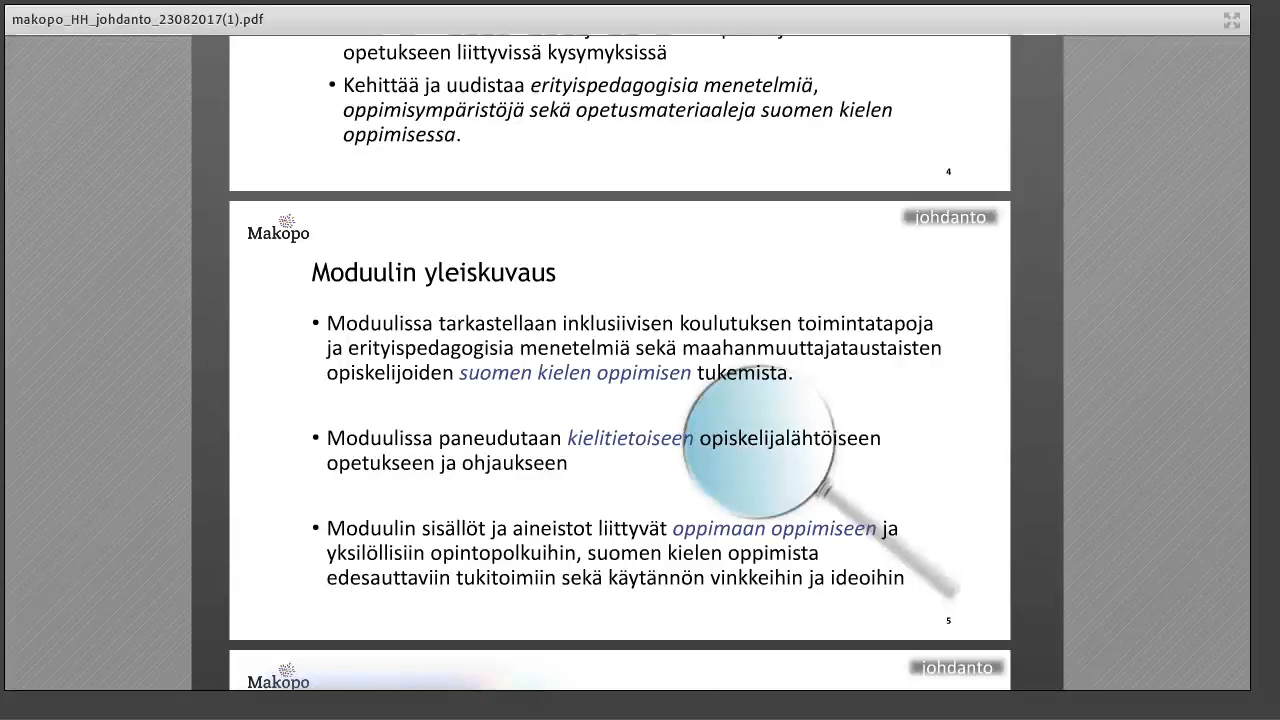 makopo_HH_johdanto_23082017(1).pdf
opetukseen liittyvissä kysymyksissä
• Kehittää ja uudistaa erityispedagogisia menetelmiä,
oppimisympäristöjä sekä opetusmateriaaleja suomen kielen
oppimisessa.
4
johdanto
Makopo
Moduulin yleiskuvaus
• Moduulissa tarkastellaan inklusiivisen koulutuksen toimintatapoja
ja erityispedagogisia menetelmiä sekä maahanmuuttajataustaisten
opiskelijoiden suomen kielen oppimisen tukemista.
• Moduulissa paneudutaan kielitietoiseen opiskelijalähtöiseen
opetukseen ja ohjaukseen
• Moduulin sisällöt ja aineistot liittyvät oppimaan oppimiseen ja
yksilöllisiin opintopolkuihin, suomen kielen oppimista
edesauttaviin tukitoimiin sekä käytännön vinkkeihin ja ideoihin
5
johdanto
Makopo